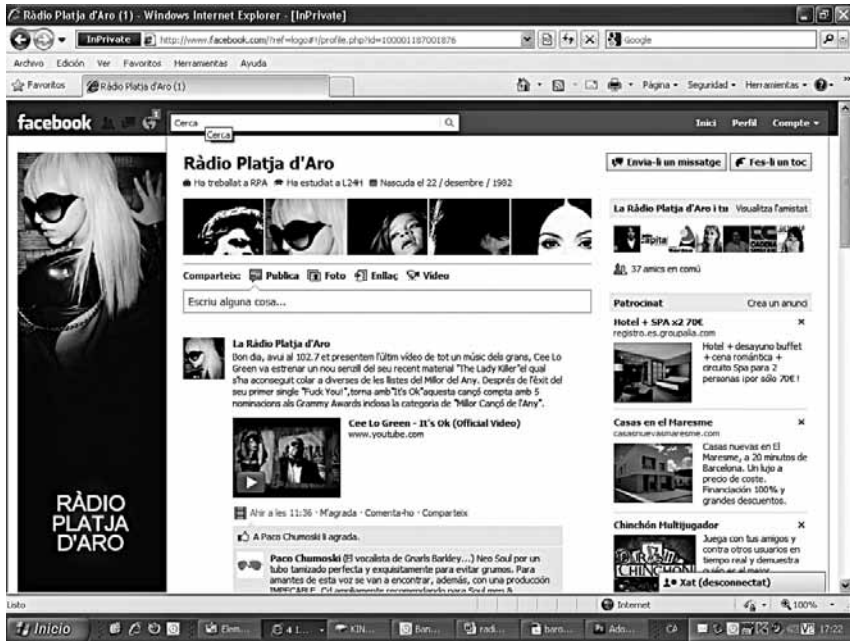 Ràdio Platja d'Aro (1) - Windows Internet Explorer - [InPrivate]
InPrivate http://www.facebook.com/?ref=logo#!/profile.php?id=100001187001876
Google
Archivo Edición Ver Favoritos Herramientas Ayuda
Favoritos Ràdio Platja d'Aro (1)
Página Seguridad Herramientas
facebook
1
Cerca
Cerca
Inici Perfil Compte
RÀDIO
PLATJA
D'ARO
Ràdio Platja d'Aro
Ha treballat a RPA Ha estudiat a L24H Nascuda el 22 / desembre / 1982
Comparteix: Publica Foto Enllaç Vídeo
Escriu alguna cosa...
La Ràdio Platja d'Aro
Bon dia, avui al 102.7 et presentem l'últim vídeo de tot un músic dels grans, Cee Lo
Green va estrenar un nou senzill del seu recent material "The Lady Killer"el qual
s'ha aconseguit colar a diverses de les llistes del Millor del Any. Després de l'èxit del
seu primer single "Fuck You!",torna amb"It's Ok"aquesta cançó compta amb 5
nominacions als Grammy Awards inclosa la categoria de "Millor Cançó de l'Any".
Cee Lo Green - It's Ok (Official Video)
www.youtube.com
Ahir a les 11:36 · M'agrada · Comenta-ho · Comparteix
A Paco Chumoski li agrada.
Paco Chumoski (El vocalista de Gnarls Barkley...) Neo Soul por un
tubo tamizado perfecta y exquisitamente para evitar grumos. Para
amantes de esta voz se van a encontrar, además, con una producción
IMPECABLE.
Envia-li un missatge Fes-li un toc
La Ràdio Platja d'Aro i tu Visualitza l'amistat
37 amics en comú
Patrocinat Crea un anunci
Hotel + SPA x2 70€
registro.es.groupalia.com
Hotel + desayuno buffet
+ cena romántica +
circuito Spa para 2
personas ¡por sólo 70€ !
Casas en el Maresme
casasnuevasmaresme.com
Casas nuevas en El
Maresme, a 20 minutos de
Barcelona. Un lujo a
precio de coste.
Financiación 100% y
grandes descuentos.
Chinchón Multijugador
Juega con tus amigos y
contra otros usuarios en
tiempo real y demuestra
CHINCHON
Xat (desconnectat)
Listo Internet 100%
Inicio Elem... 4 L... KIN... Ban... radi... baro... Ado... CA 17:22